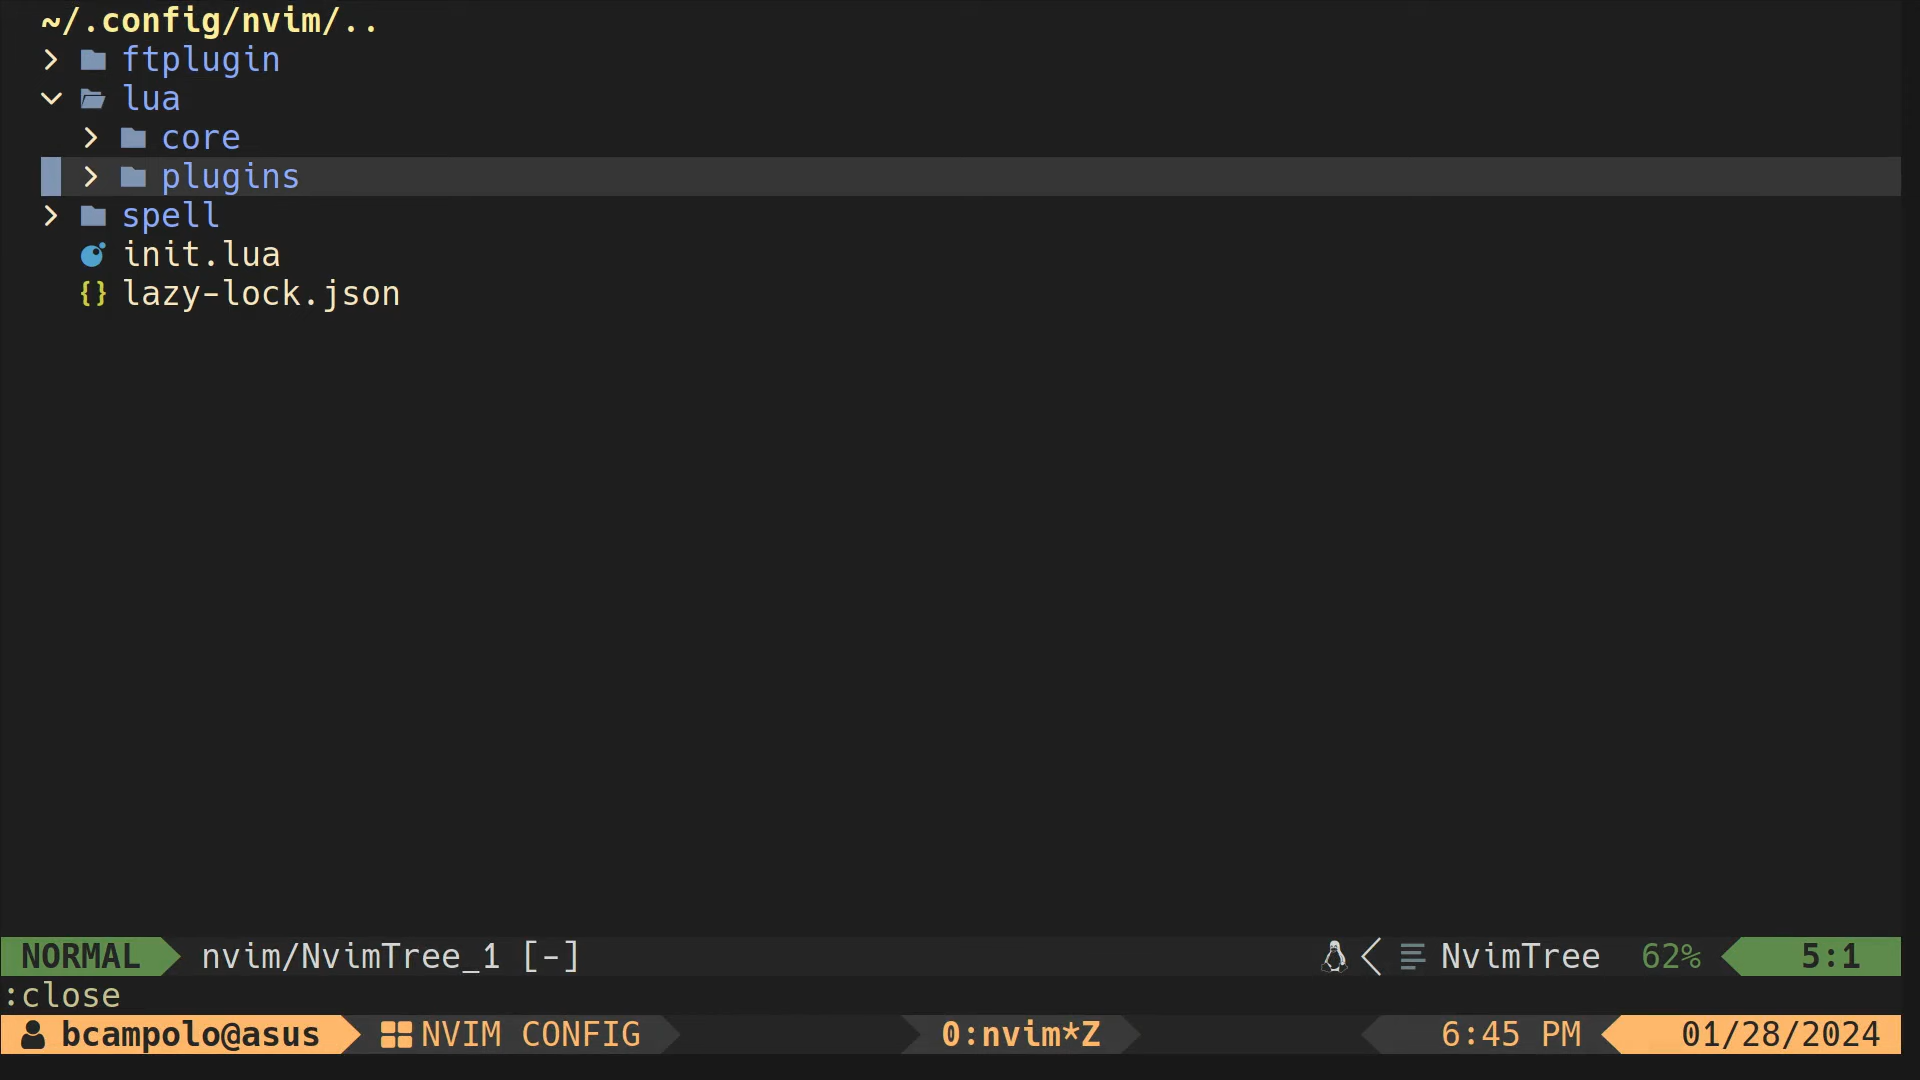 ~/.config/nvim/..
ftplugin
lua
core
plugins
spell
init.lua
{} lazy-lock.json
NORMAL nvim/NvimTree_1 [-] NvimTree 62% 5:1
:close
bcampolo@asus NVIM CONFIG 0:nvim*Z 6:45 PM 01/28/2024